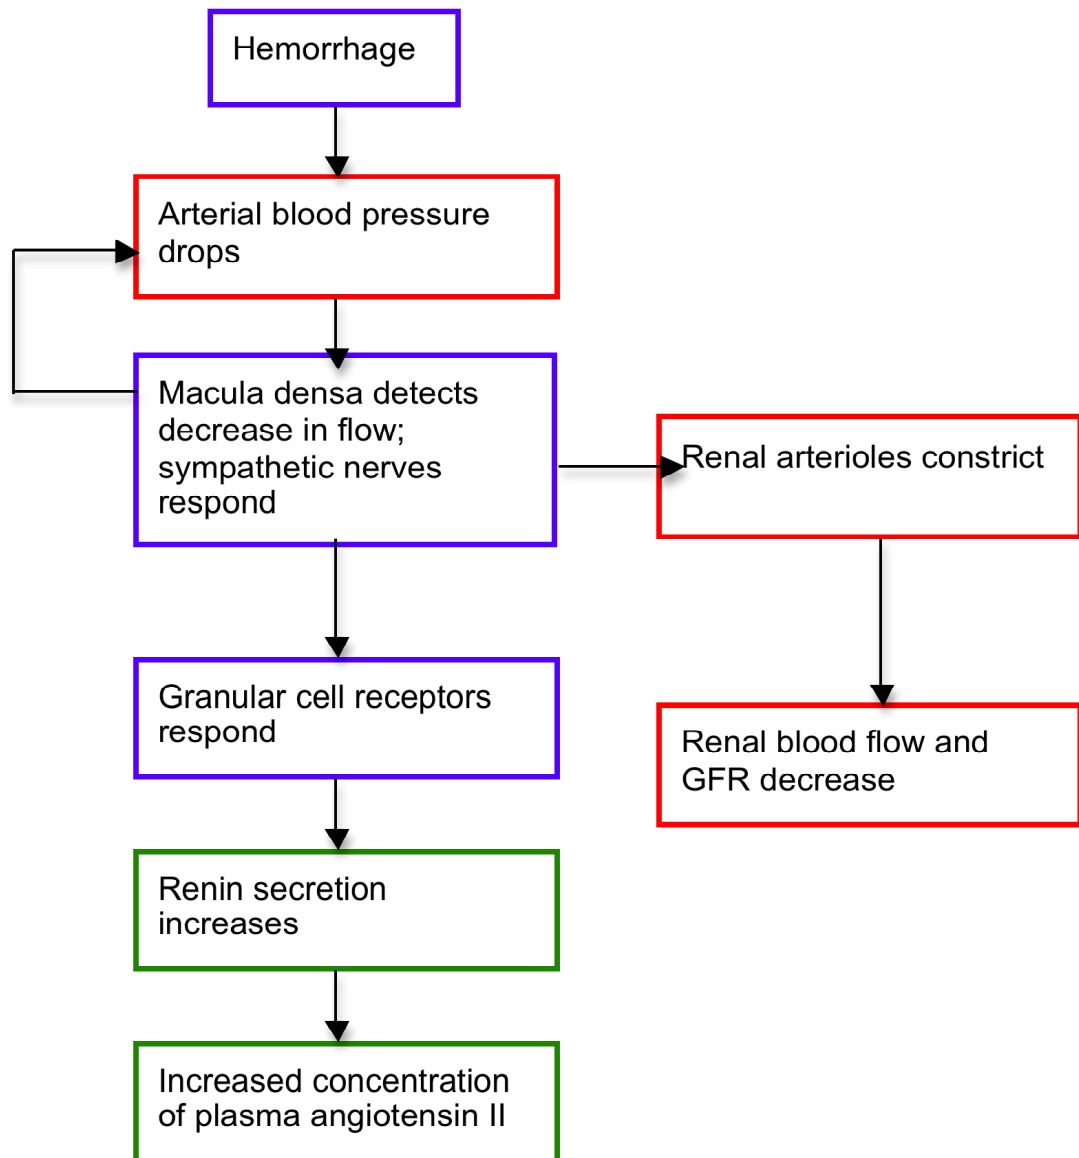 Hemorrhage
Arterial blood pressure
drops
Macula densa detects
decrease in flow;
sympathetic nerves
respond
Renal arterioles constrict
Granular cell receptors
respond
Renal blood flow and
GFR decrease
Renin secretion
increases
Increased concentration
of plasma angiotensin II